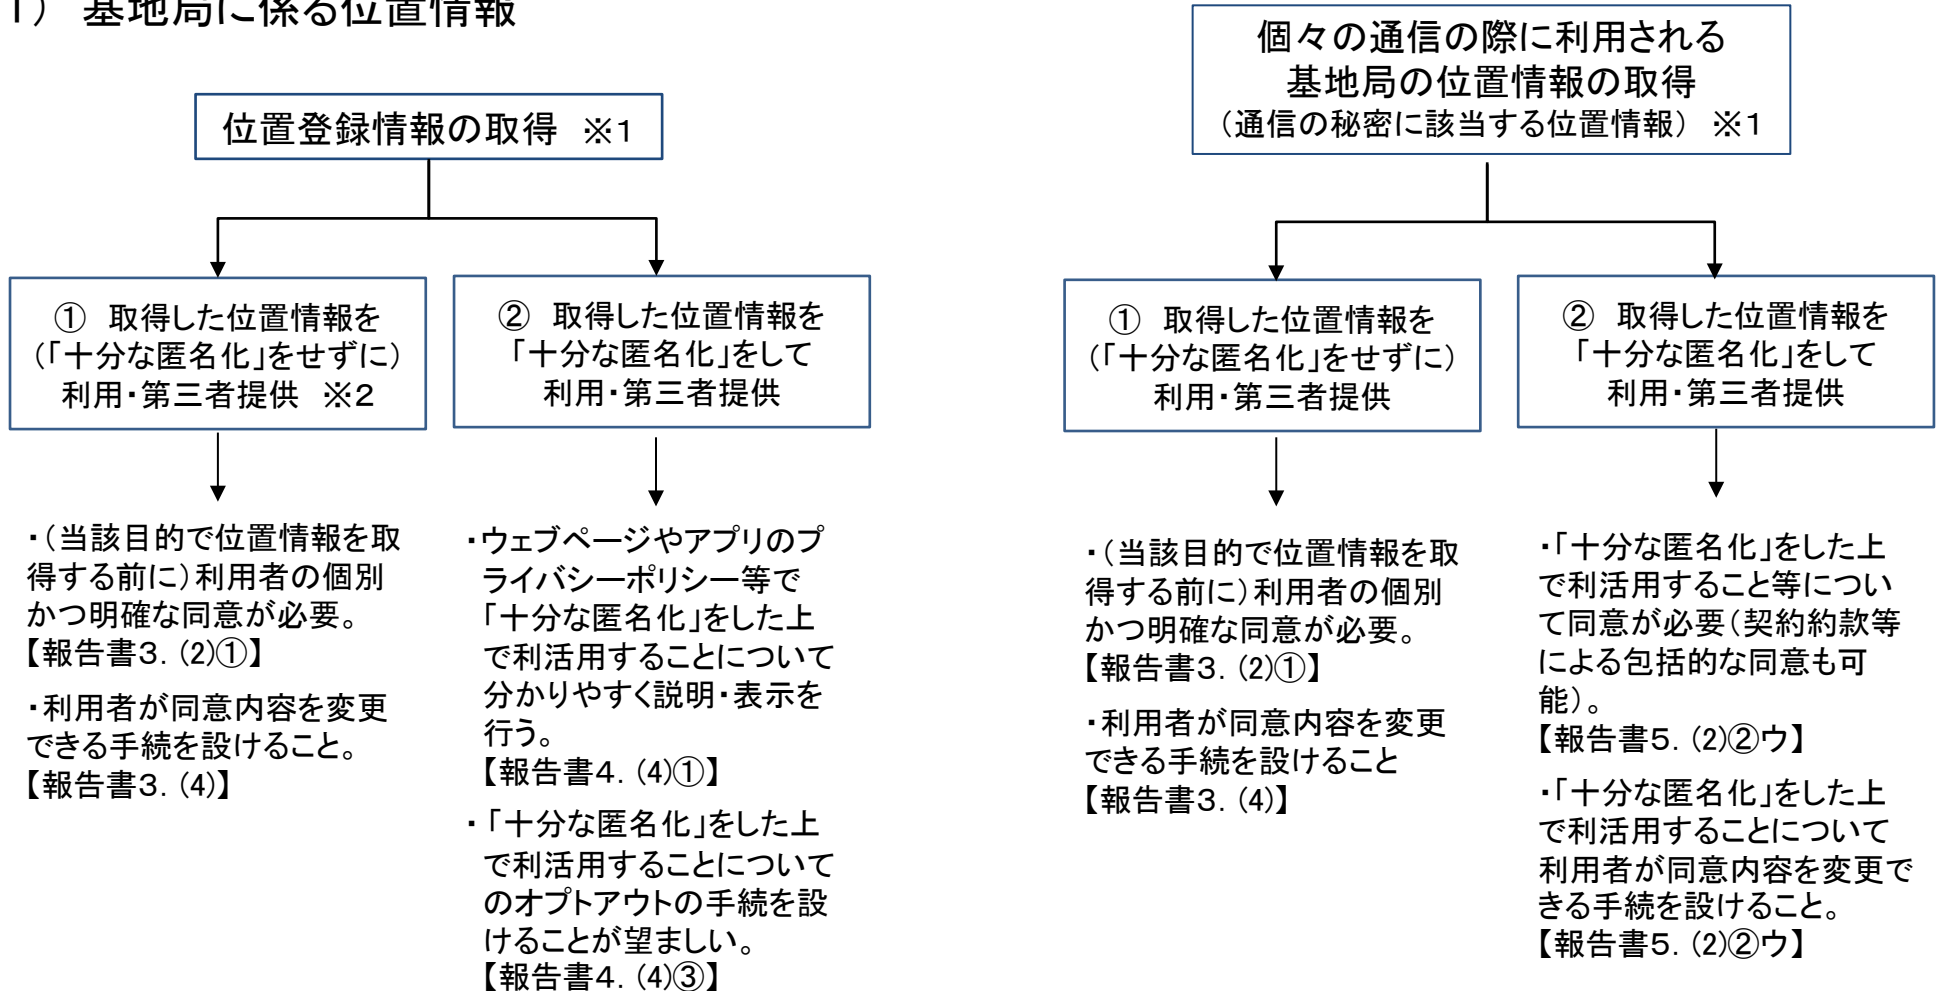 1) 基地局に係る位置情報
位置登録情報の取得 ※1
① 取得した位置情報を
(「十分な匿名化」をせずに)
利用・第三者提供 ※2
・(当該目的で位置情報を取
得する前に)利用者の個別
かつ明確な同意が必要。
【報告書3. (2)①】
・利用者が同意内容を変更
できる手続を設けること。
【報告書3. (4)】
② 取得した位置情報を
「十分な匿名化」をして
利用・第三者提供
・ウェブページやアプリのプ
ライバシーポリシー等で
「十分な匿名化」をした上
で利活用することについて
分かりやすく説明・表示を
行う。
【報告書4. (4)①】
・「十分な匿名化」をした上
で利活用することについて
のオプトアウトの手続を設
けることが望ましい。
【報告書4. (4)③】
個々の通信の際に利用される
基地局の位置情報の取得
(通信の秘密に該当する位置情報) ※1
① 取得した位置情報を
(「十分な匿名化」をせずに)
利用・第三者提供
・(当該目的で位置情報を取
得する前に)利用者の個別
かつ明確な同意が必要。
【報告書3. (2)①】
・利用者が同意内容を変更
できる手続を設けること
【報告書3. (4)】
② 取得した位置情報を
「十分な匿名化」をして
利用・第三者提供
・「十分な匿名化」をした上
で利活用すること等につい
て同意が必要(契約約款等
による包括的な同意も可
能)。
【報告書5. (2)②ウ】
・「十分な匿名化」をした上
で利活用することについて
利用者が同意内容を変更で
きる手続を設けること。
【報告書5. (2)②ウ】